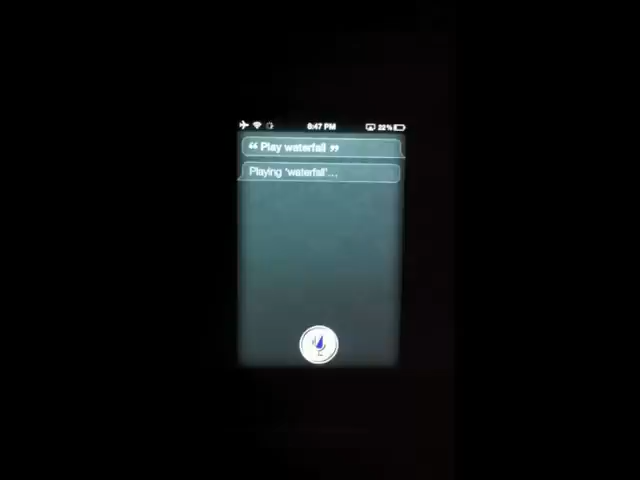 8:47 PM 22%
“ Play waterfall ”
Playing 'waterfall'...